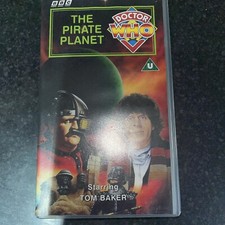 BBC
THE
PIRATE
PLANET
DOCTOR
WHO
U
Starring
TOM BAKER